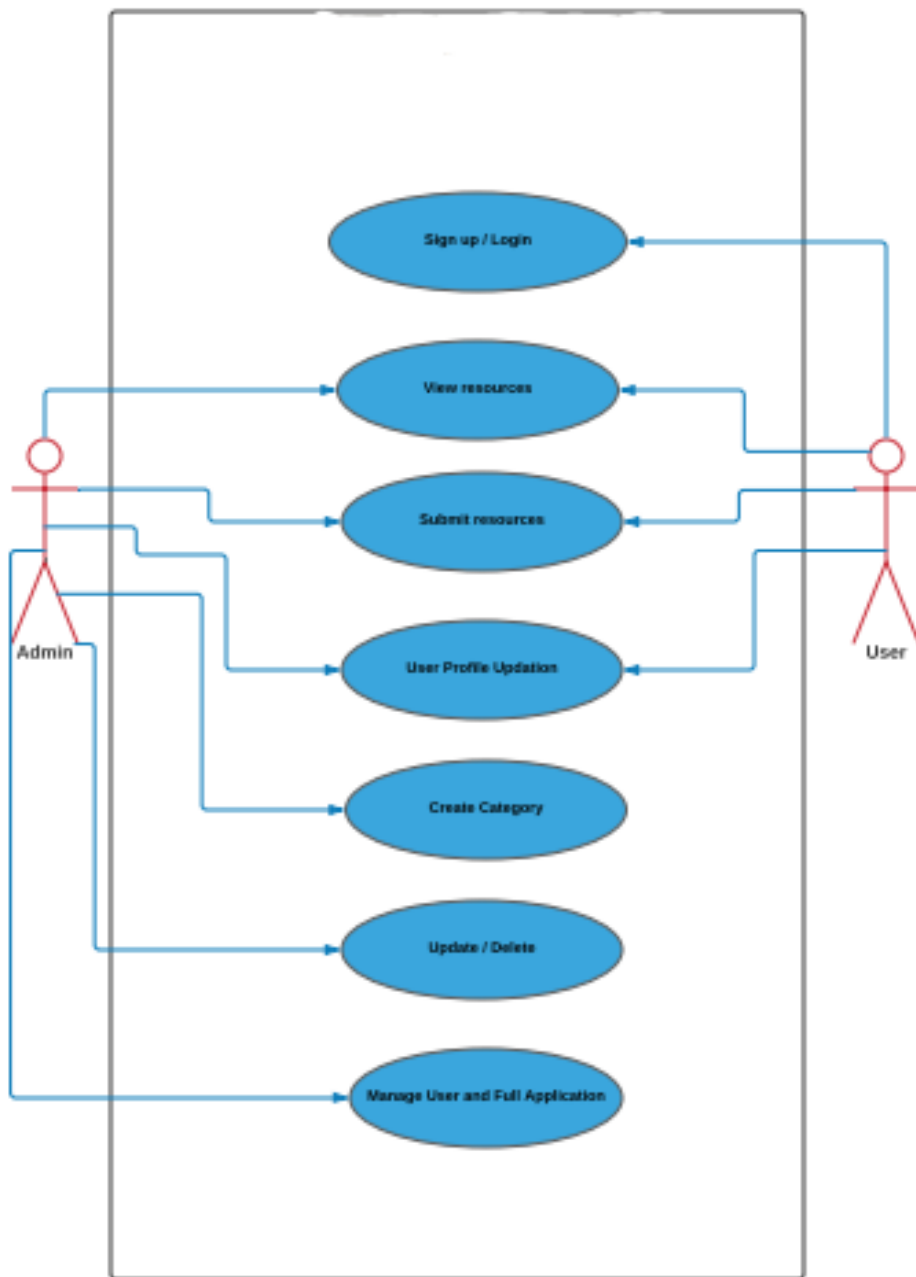 Sign up / Login
View resources
Submit resources
User Profile Updation
Admin
User
Create Category
Update / Delete
Manage User and Full Application